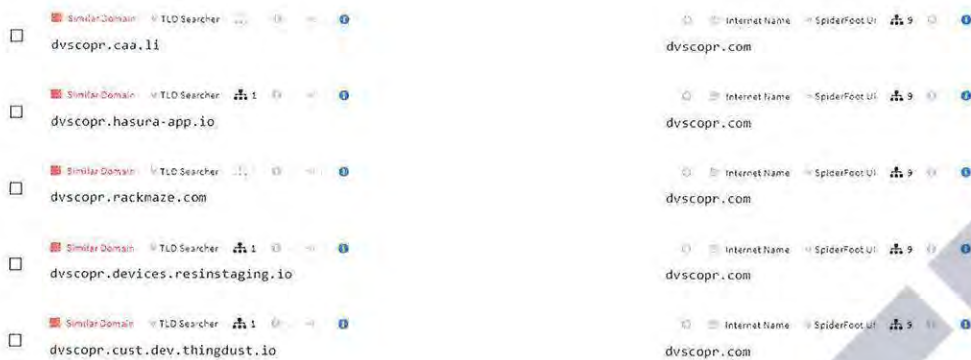 Similar Domain TLD Searcher Internet Name SpiderFoot UI 9
dvscopr.caa.li dvscopr.com
Similar Domain TLD Searcher 1 Internet Name SpiderFoot UI 9
dvscopr.hasura-app.io dvscopr.com
Similar Domain TLD Searcher Internet Name SpiderFoot UI 9
dvscopr.rackmaze.com dvscopr.com
Similar Domain TLD Searcher 1 Internet Name SpiderFoot UI 9
dvscopr.devices.resinstaging.io dvscopr.com
Similar Domain TLD Searcher 1 Internet Name SpiderFoot UI 9
dvscopr.cust.dev.thingdust.io dvscopr.com